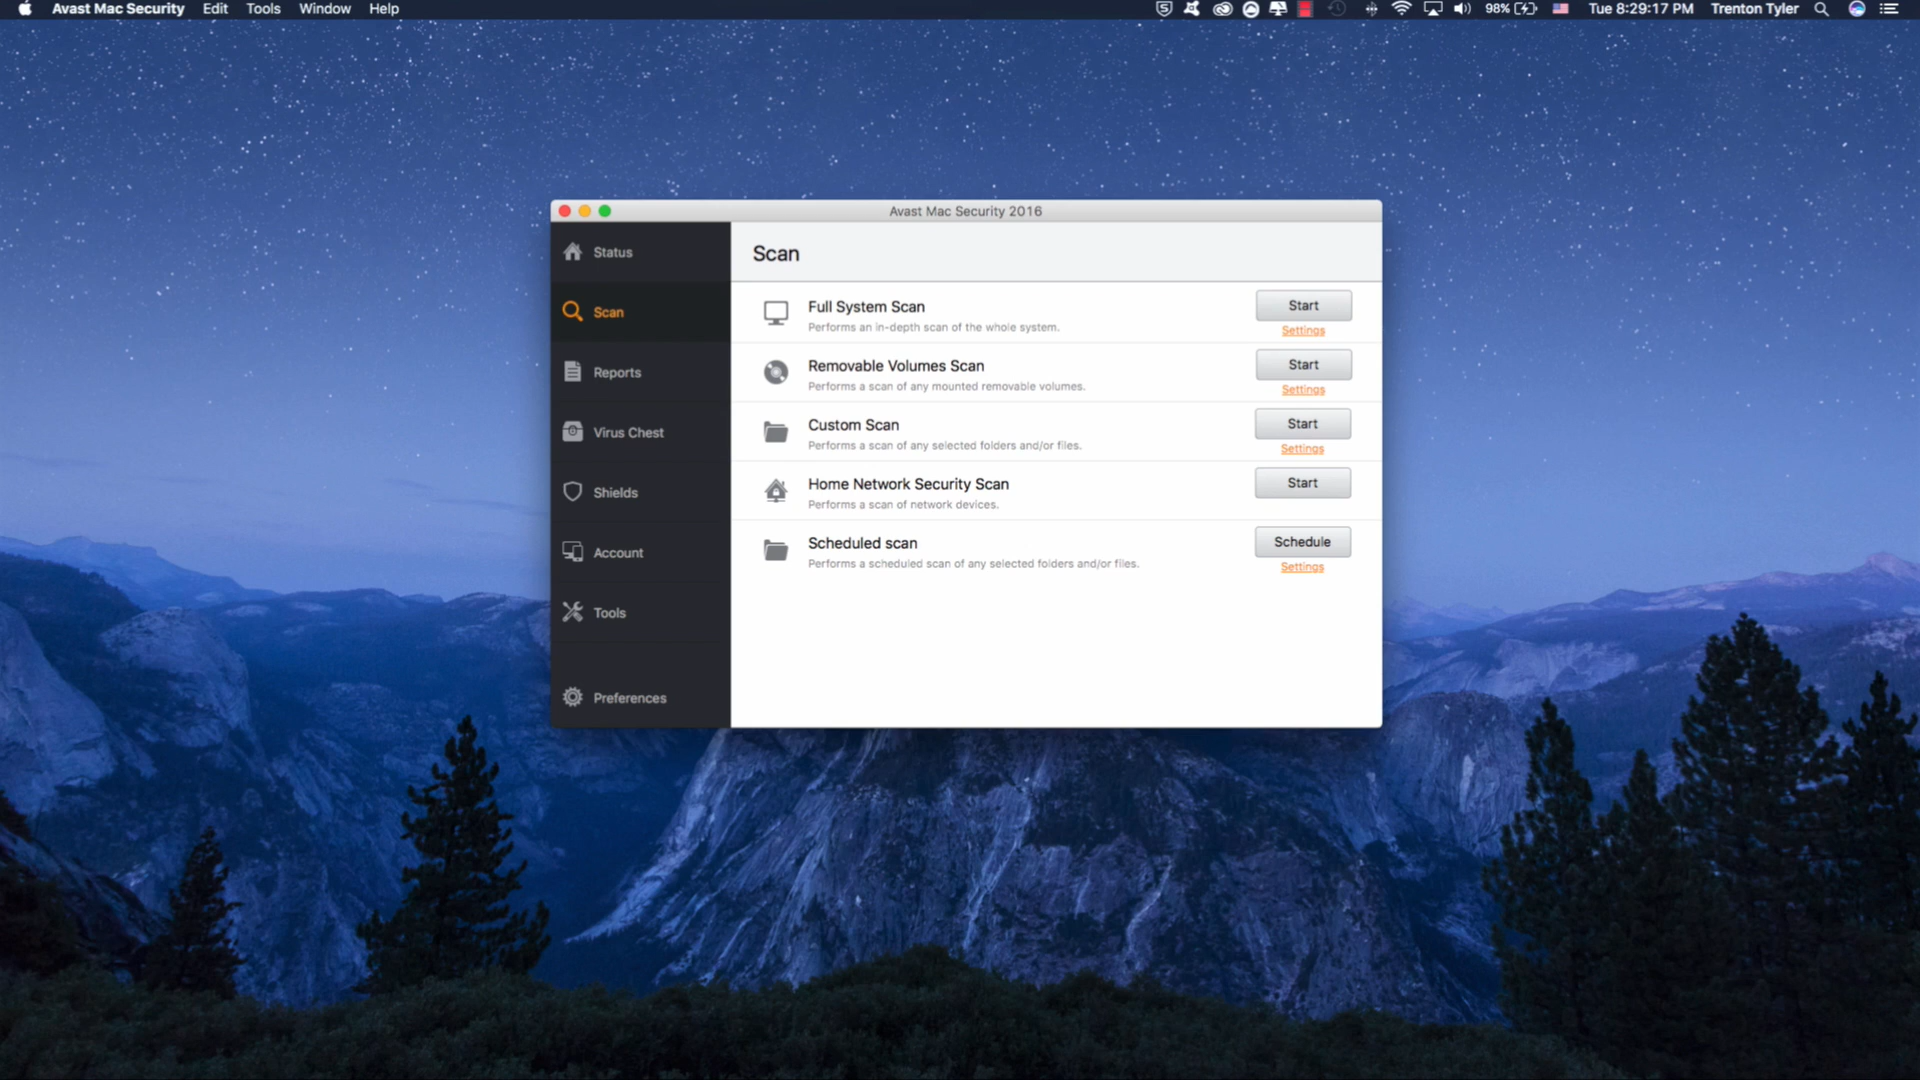 Avast Mac Security Edit Tools Window Help 98% Tue 8:29:17 PM Trenton Tyler
Avast Mac Security 2016
Status
Scan
Reports
Virus Chest
Shields
Account
Tools
Preferences
Scan
Full System Scan
Performs an in-depth scan of the whole system.
Start
Settings
Removable Volumes Scan
Performs a scan of any mounted removable volumes.
Start
Settings
Custom Scan
Performs a scan of any selected folders and/or files.
Start
Settings
Home Network Security Scan
Performs a scan of network devices.
Start
Scheduled scan
Performs a scheduled scan of any selected folders and/or files.
Schedule
Settings